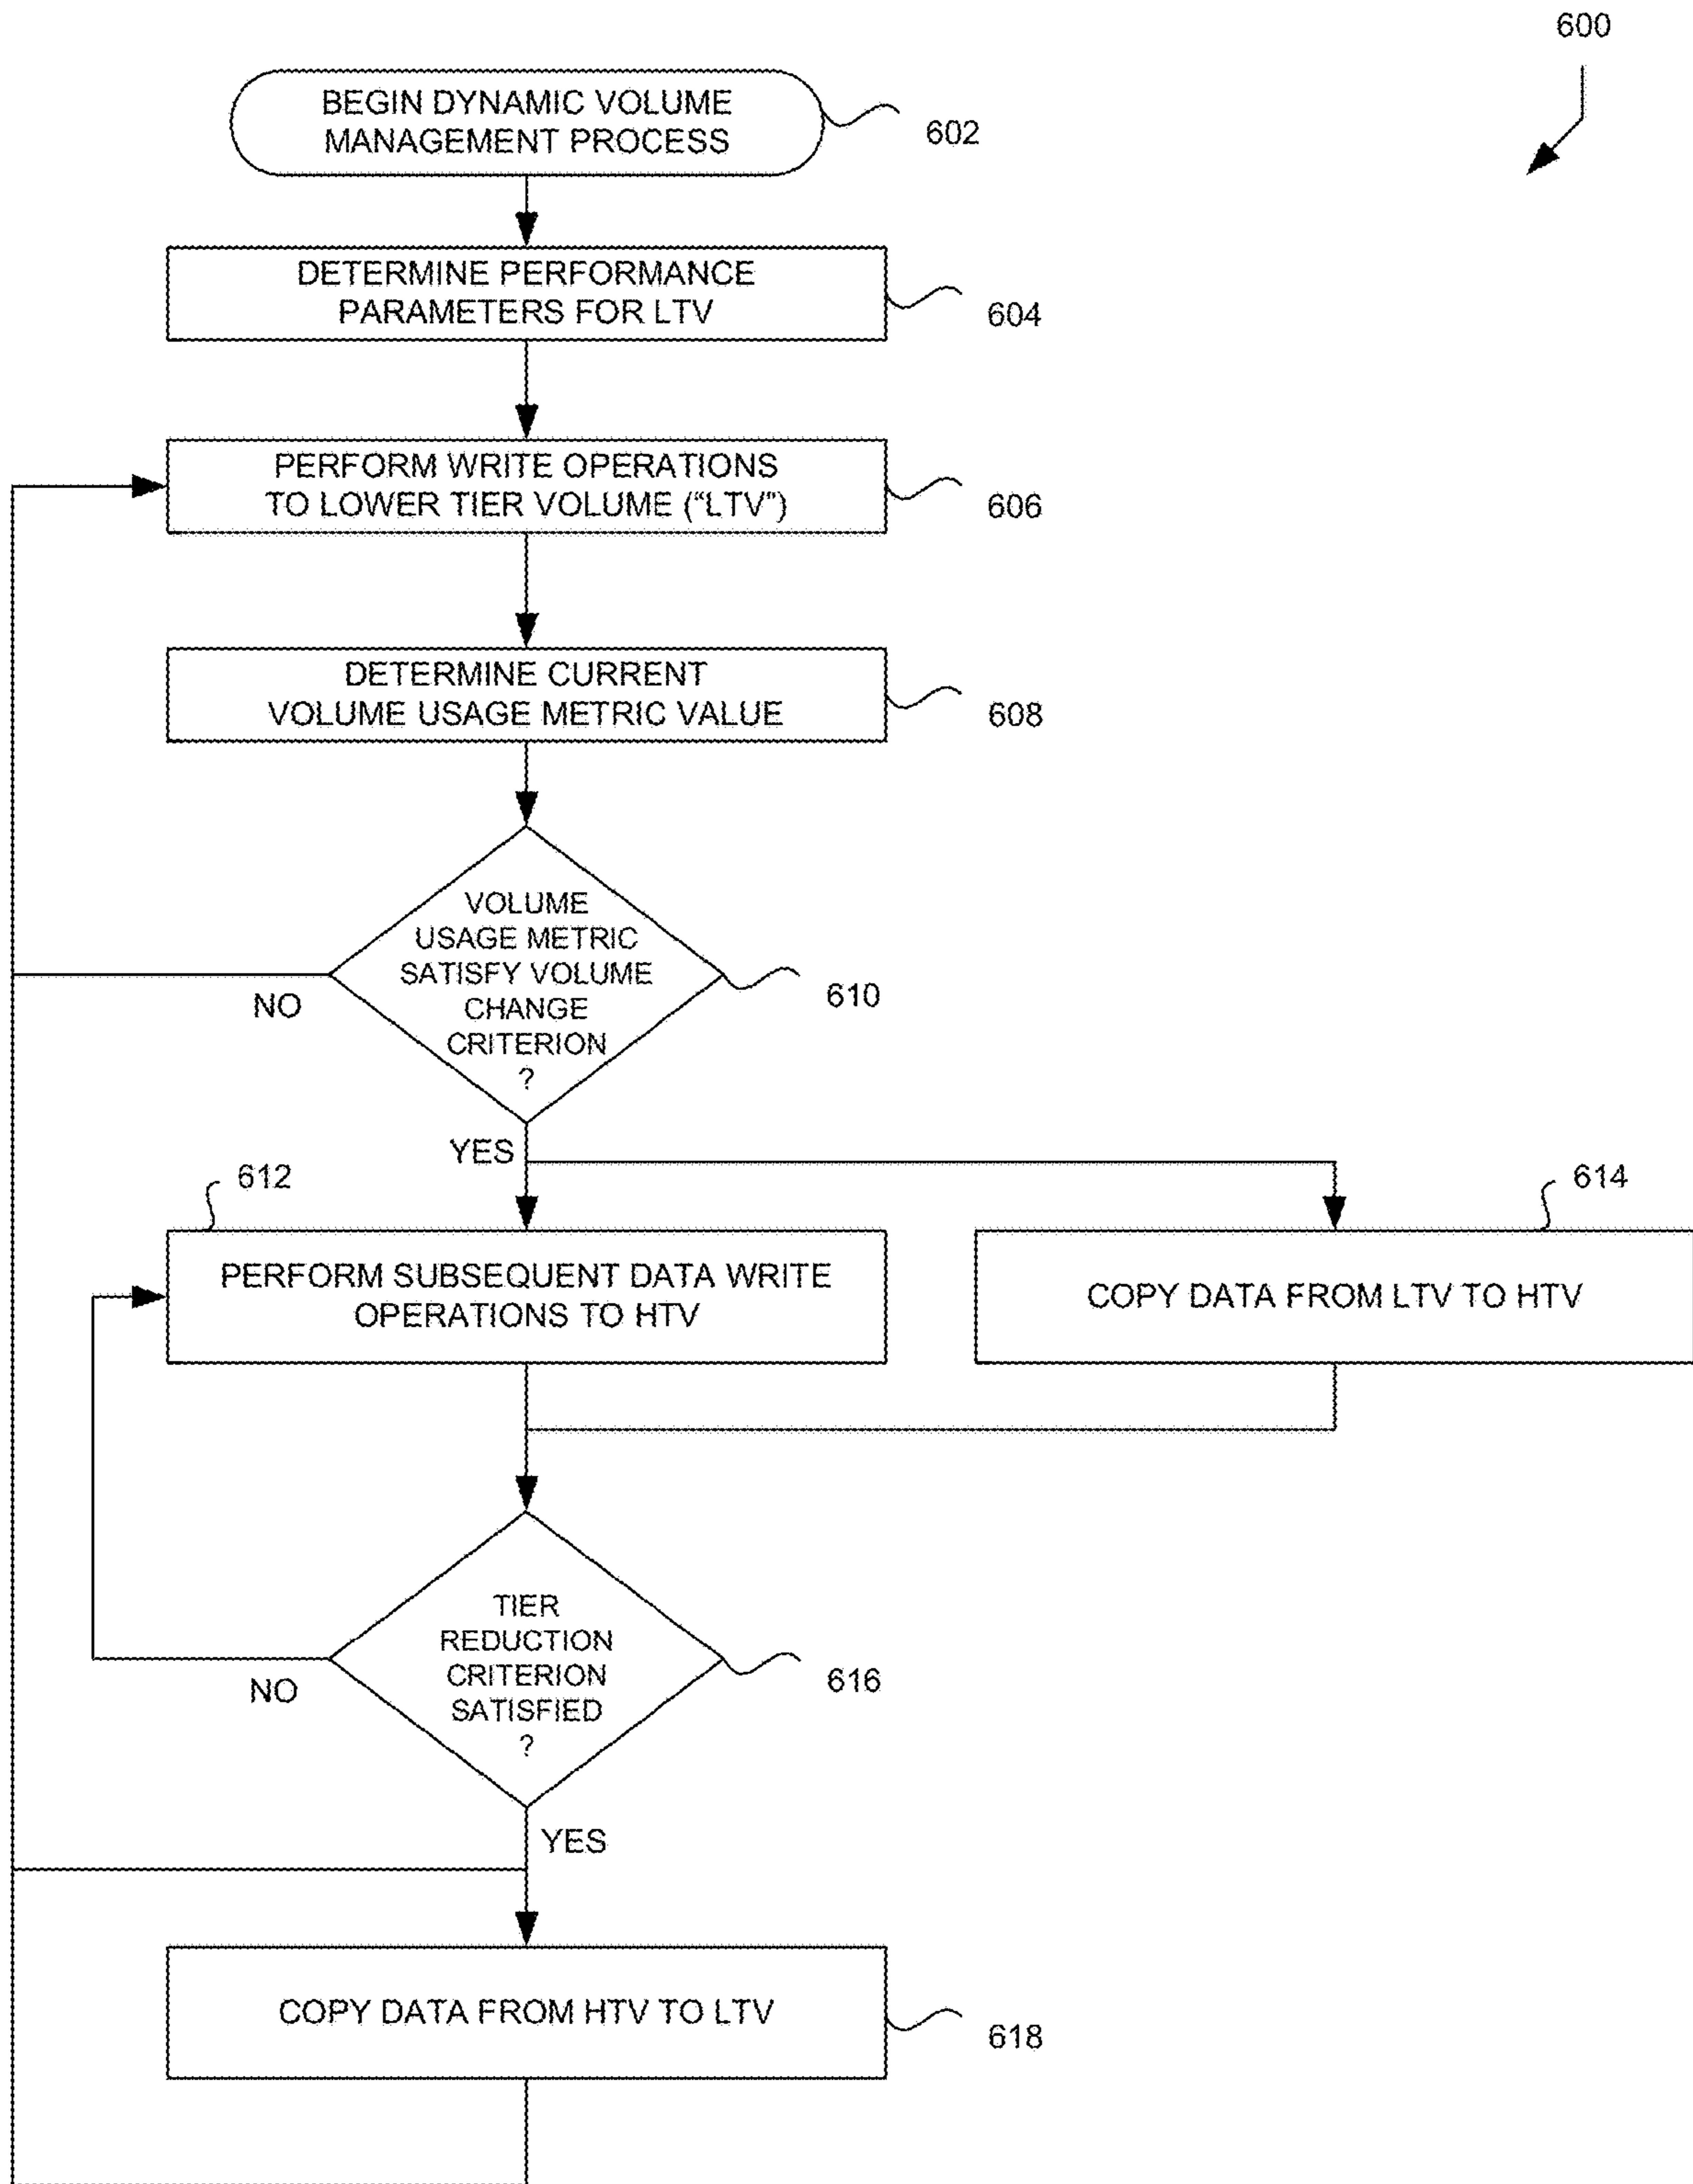 600
BEGIN DYNAMIC VOLUME
MANAGEMENT PROCESS
602
DETERMINE PERFORMANCE
PARAMETERS FOR LTV
604
PERFORM WRITE OPERATIONS
TO LOWER TIER VOLUME (“LTV”)
606
DETERMINE CURRENT
VOLUME USAGE METRIC VALUE
608
VOLUME
USAGE METRIC
SATISFY VOLUME
CHANGE
CRITERION
?
610
NO
YES
612
614
PERFORM SUBSEQUENT DATA WRITE
OPERATIONS TO HTV
COPY DATA FROM LTV TO HTV
TIER
REDUCTION
CRITERION
SATISFIED
?
616
NO
YES
COPY DATA FROM HTV TO LTV
618